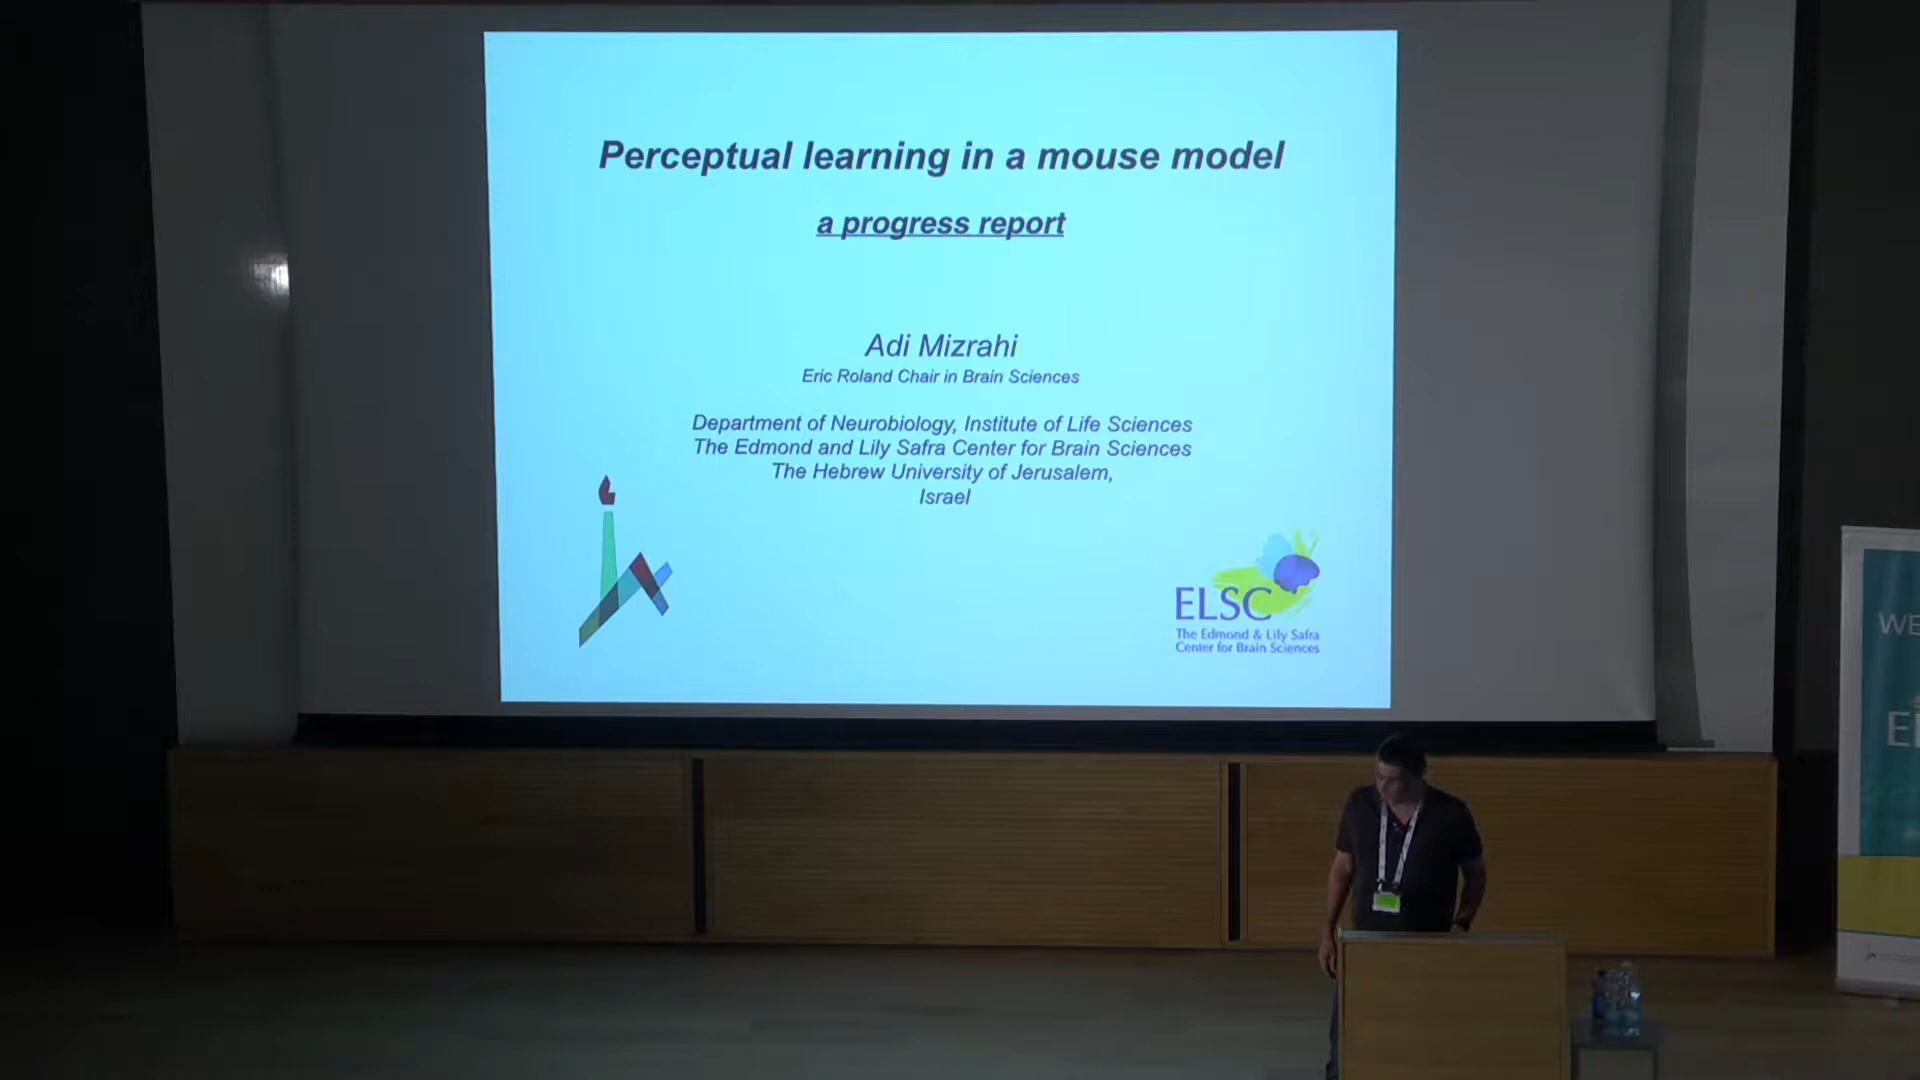 Perceptual learning in a mouse model
a progress report
Adi Mizrahi
Eric Roland Chair in Brain Sciences
Department of Neurobiology, Institute of Life Sciences
The Edmond and Lily Safra Center for Brain Sciences
The Hebrew University of Jerusalem,
Israel
ELSC
The Edmond & Lily Safra
Center for Brain Sciences
WE